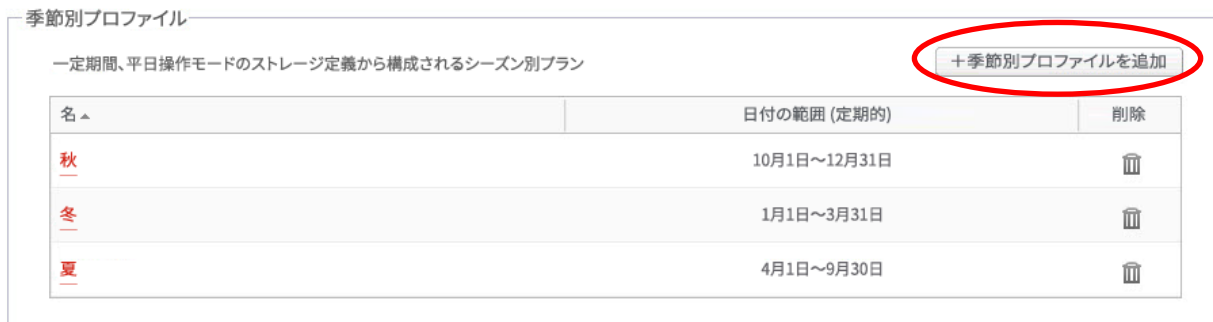 季節別プロファイル
一定期間、平日操作モードのストレージ定義から構成されるシーズン別プラン
＋季節別プロファイルを追加
名 日付の範囲 (定期的) 削除
秋 10月1日～12月31日
冬 1月1日～3月31日
夏 4月1日～9月30日